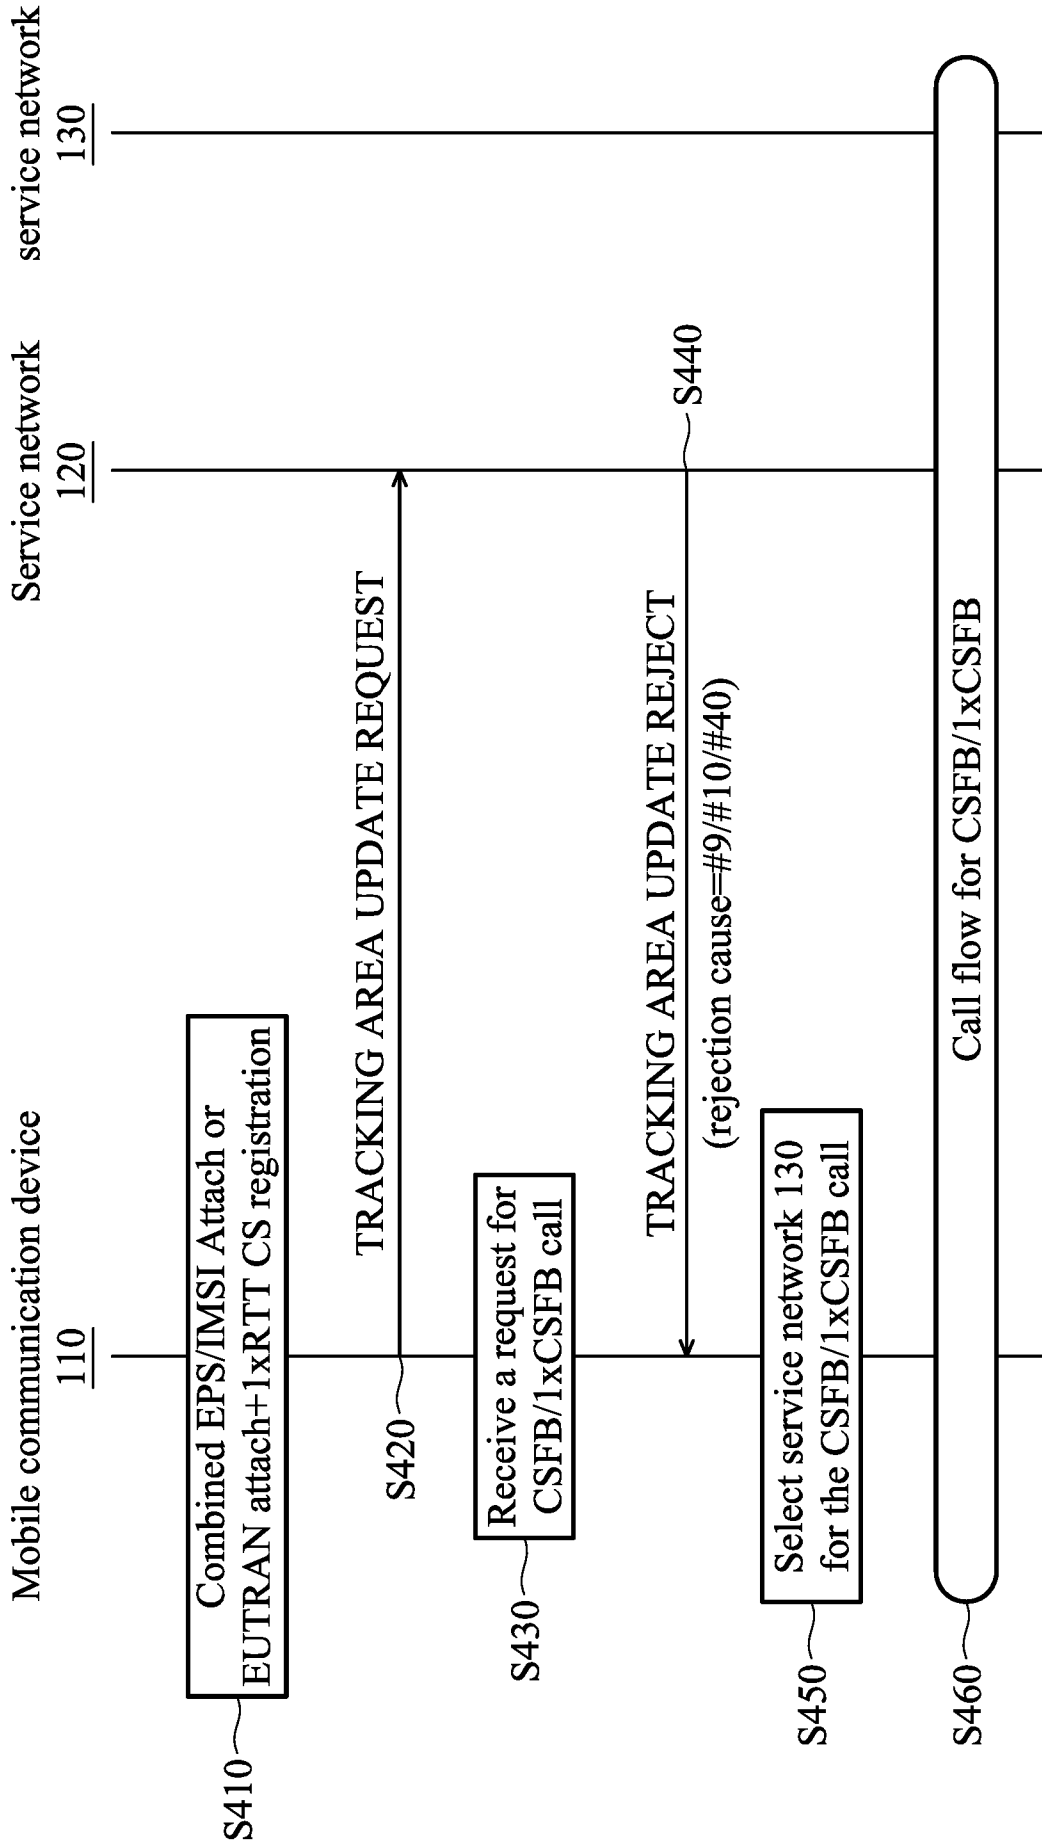 Mobile communication device
110
Service network
120
service network
130
S410
Combined EPS/IMSI Attach or
EUTRAN attach+1xRTT CS registration
TRACKING AREA UPDATE REQUEST
S420
S430
Receive a request for
CSFB/1xCSFB call
TRACKING AREA UPDATE REJECT
(rejection cause=#9/#10/#40)
S440
S450
Select service network 130
for the CSFB/1xCSFB call
S460
Call flow for CSFB/1xCSFB